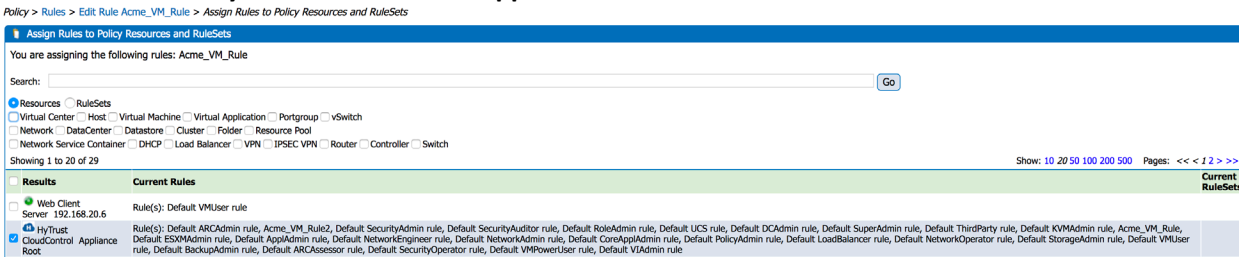 Policy > Rules > Edit Rule Acme_VM_Rule > Assign Rules to Policy Resources and RuleSets
Assign Rules to Policy Resources and RuleSets
You are assigning the following rules: Acme_VM_Rule
Search:
Go
Resources RuleSets
Virtual Center Host Virtual Machine Virtual Application Portgroup vSwitch
Network DataCenter Datastore Cluster Folder Resource Pool
Network Service Container DHCP Load Balancer VPN IPSEC VPN Router Controller Switch
Showing 1 to 20 of 29 Show: 10 20 50 100 200 500 Pages: << < 1 2 > >>
Results Current Rules Current
RuleSets
Web Client
Server 192.168.20.6
Rule(s): Default VMUser rule
HyTrust
CloudControl Appliance
Root
Rule(s): Default ARCAdmin rule, Acme_VM_Rule2, Default SecurityAdmin rule, Default SecurityAuditor rule, Default RoleAdmin rule, Default UCS rule, Default DCAdmin rule, Default SuperAdmin rule, Default ThirdParty rule, Default KVMAdmin rule, Acme_VM_Rule,
Default ESXMAdmin rule, Default ApplAdmin rule, Default NetworkEngineer rule, Default NetworkAdmin rule, Default CoreApplAdmin rule, Default PolicyAdmin rule, Default LoadBalancer rule, Default NetworkOperator rule, Default StorageAdmin rule, Default VMUser
rule, Default BackupAdmin rule, Default ARCAssessor rule, Default SecurityOperator rule, Default VMPowerUser rule, Default VIAdmin rule